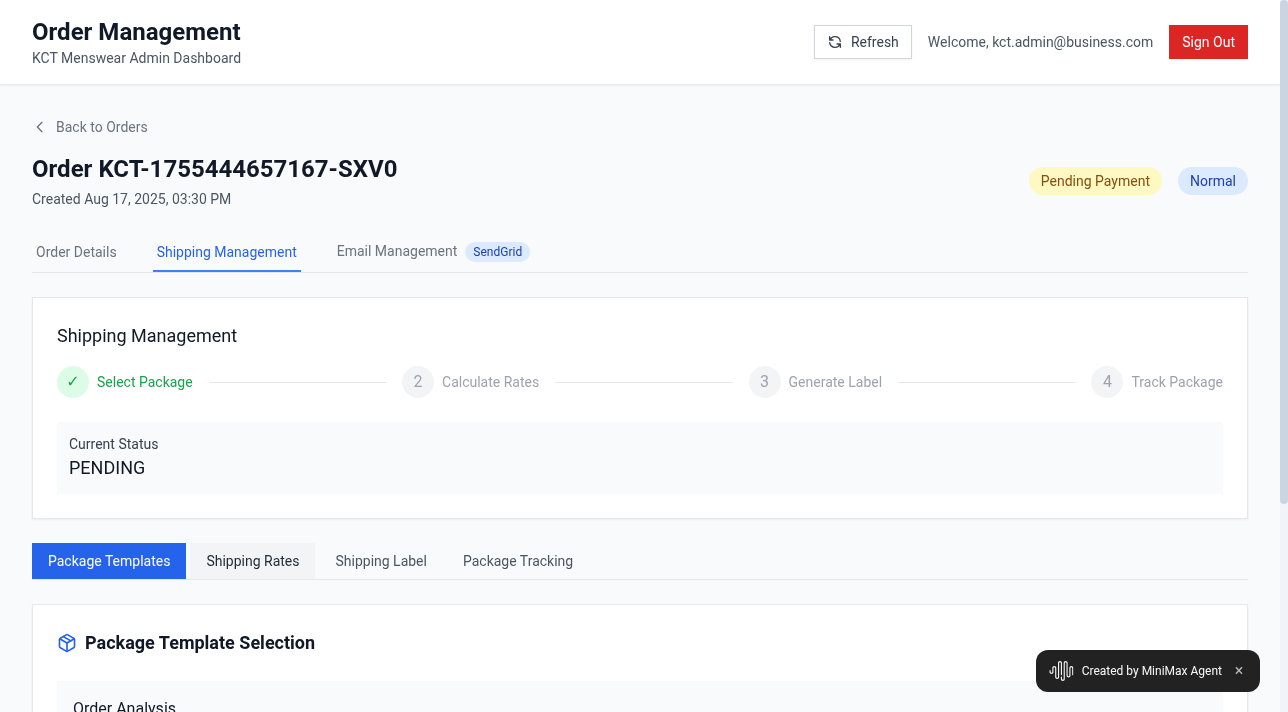 Order Management
KCT Menswear Admin Dashboard
Refresh
Welcome, kct.admin@business.com
Sign Out
Back to Orders
Order KCT-1755444657167-SXV0
Created Aug 17, 2025, 03:30 PM
Pending Payment
Normal
Order Details
Shipping Management
Email Management
SendGrid
Shipping Management
✓ Select Package
2 Calculate Rates
3 Generate Label
4 Track Package
Current Status
PENDING
Package Templates
Shipping Rates
Shipping Label
Package Tracking
Package Template Selection
Created by MiniMax Agent ×
Order Analysis